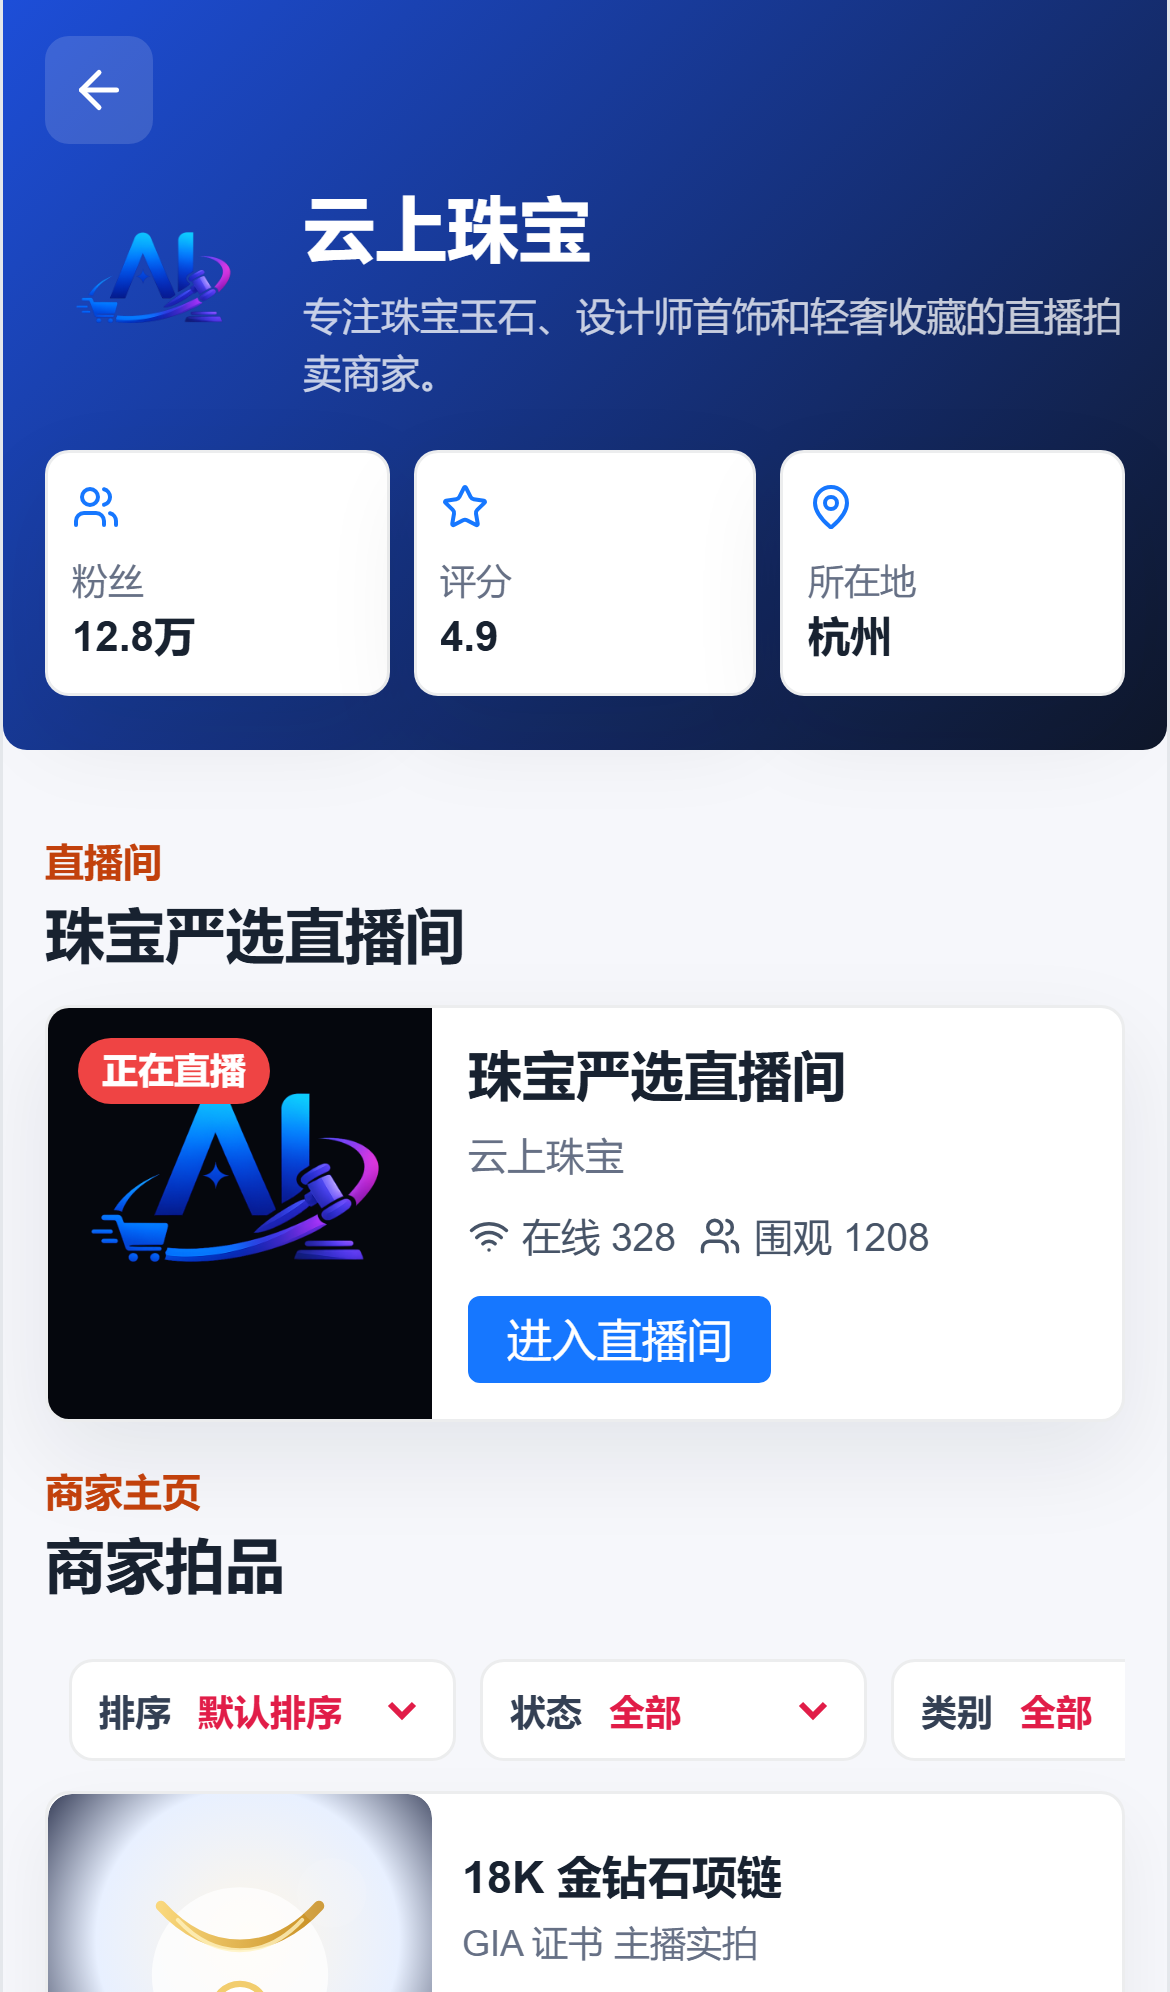 云上珠宝
专注珠宝玉石、设计师首饰和轻奢收藏的直播拍
卖商家。
粉丝
12.8万
评分
4.9
所在地
杭州
直播间
珠宝严选直播间
正在直播
AI
珠宝严选直播间
云上珠宝
在线 328 围观 1208
进入直播间
商家主页
商家拍品
排序 默认排序 状态 全部 类别 全部
18K 金钻石项链
GIA 证书 主播实拍